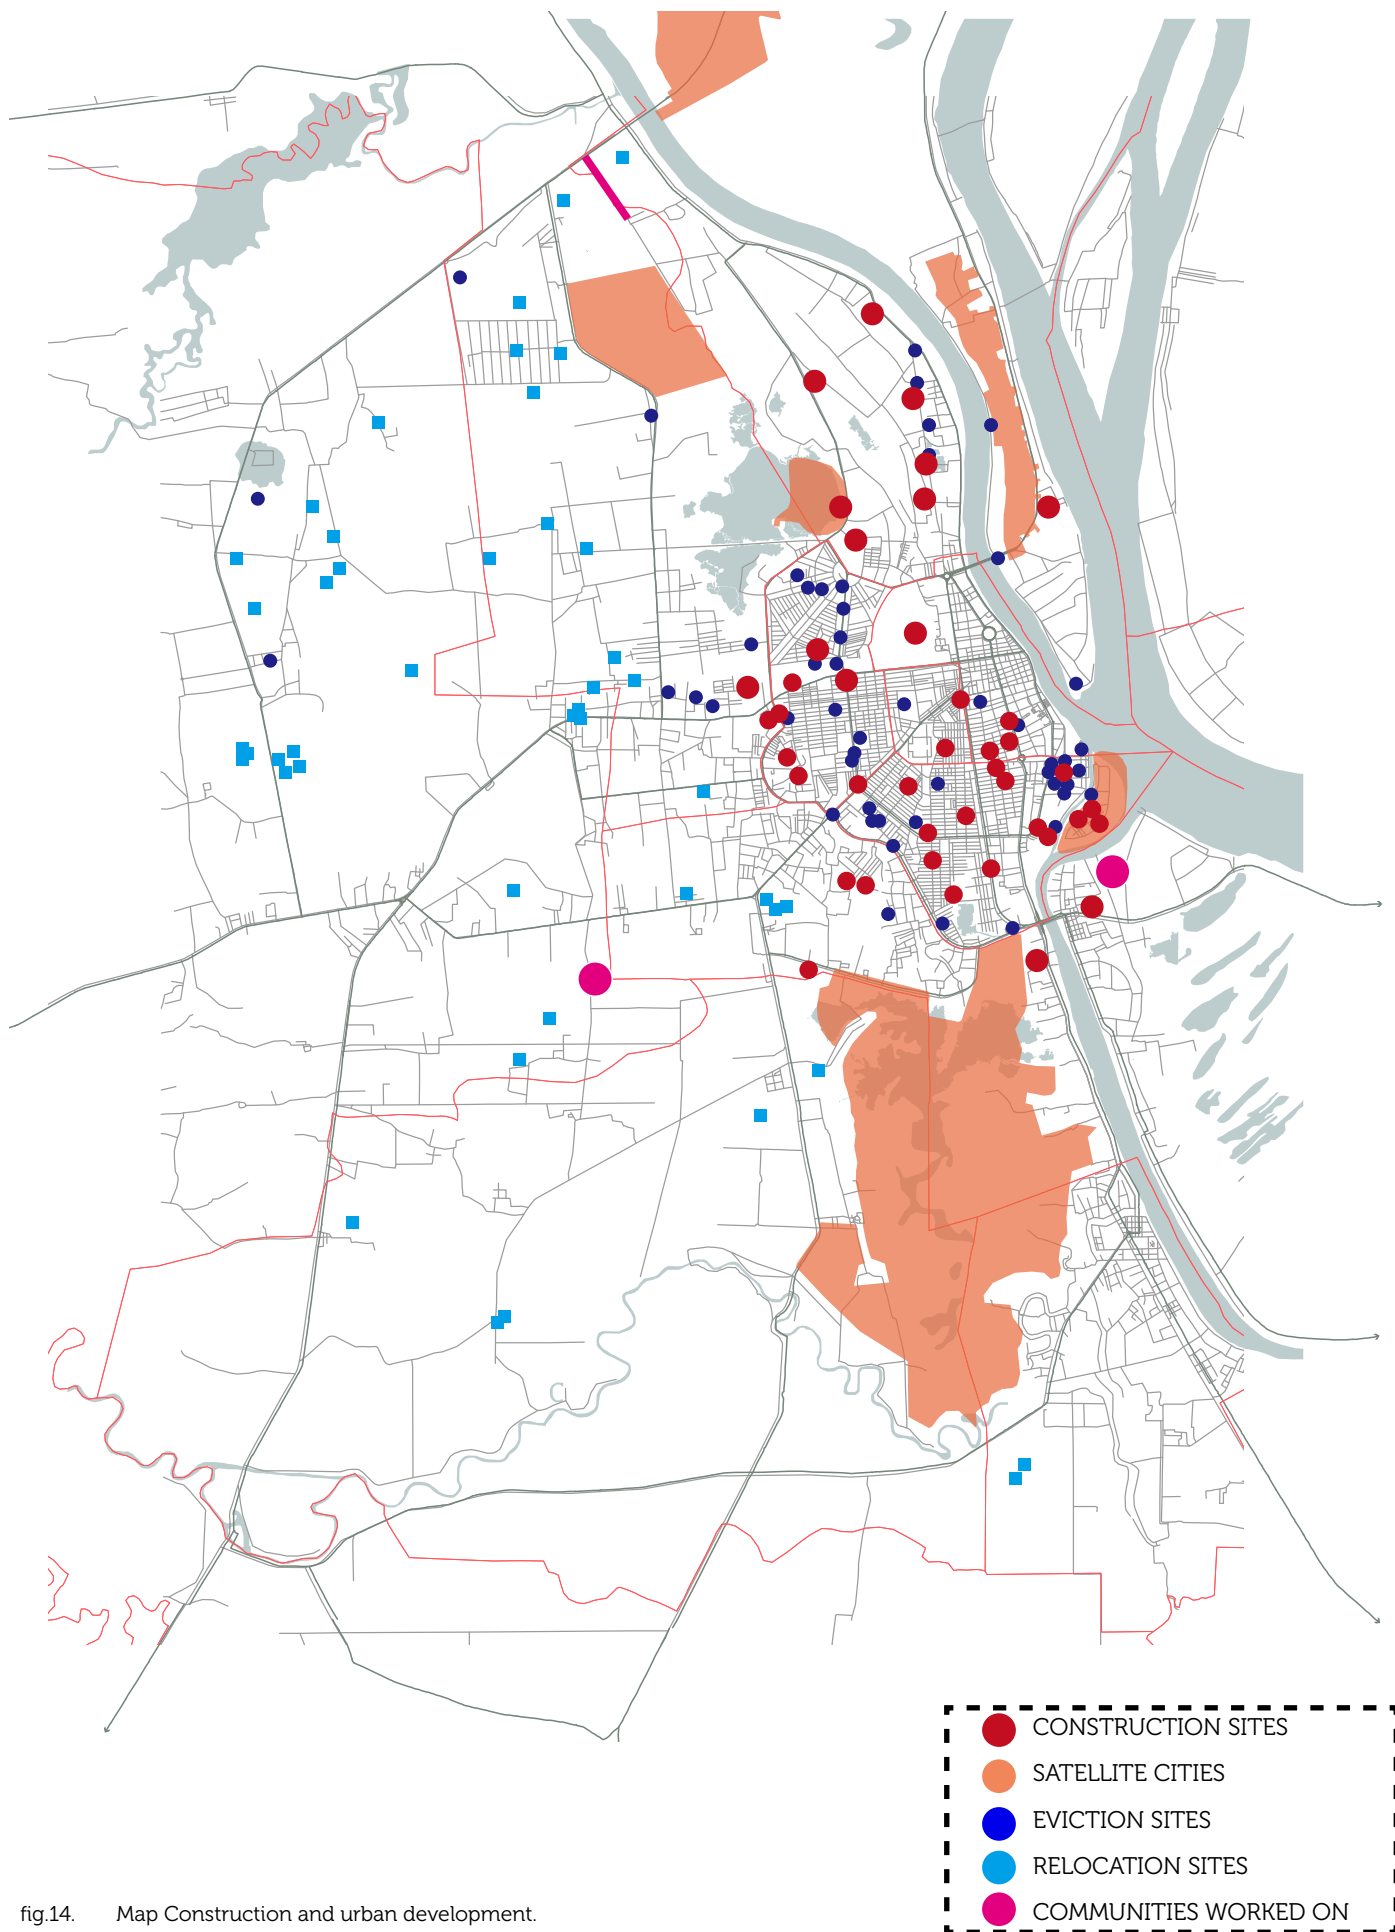 CONSTRUCTION SITES
SATELLITE CITIES
EVICTION SITES
RELOCATION SITES
COMMUNITIES WORKED ON
fig.14. Map Construction and urban development.